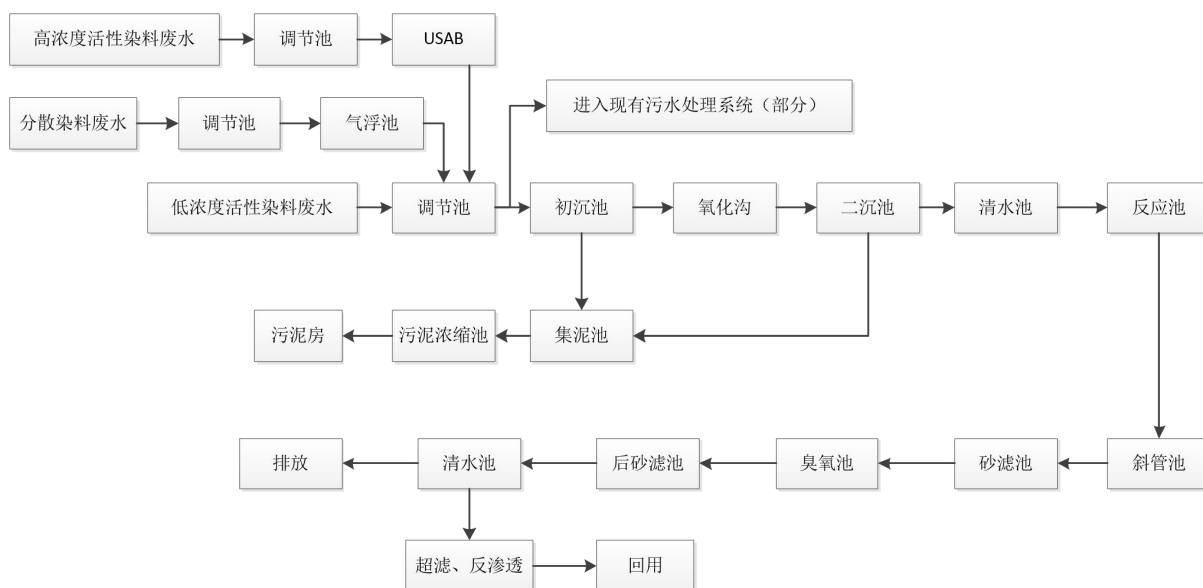 高浓度活性染料废水
调节池
USAB
进入现有污水处理系统（部分）
分散染料废水
调节池
气浮池
低浓度活性染料废水
调节池
初沉池
氧化沟
二沉池
清水池
反应池
污泥房
污泥浓缩池
集泥池
排放
清水池
后砂滤池
臭氧池
砂滤池
斜管池
超滤、反渗透
回用